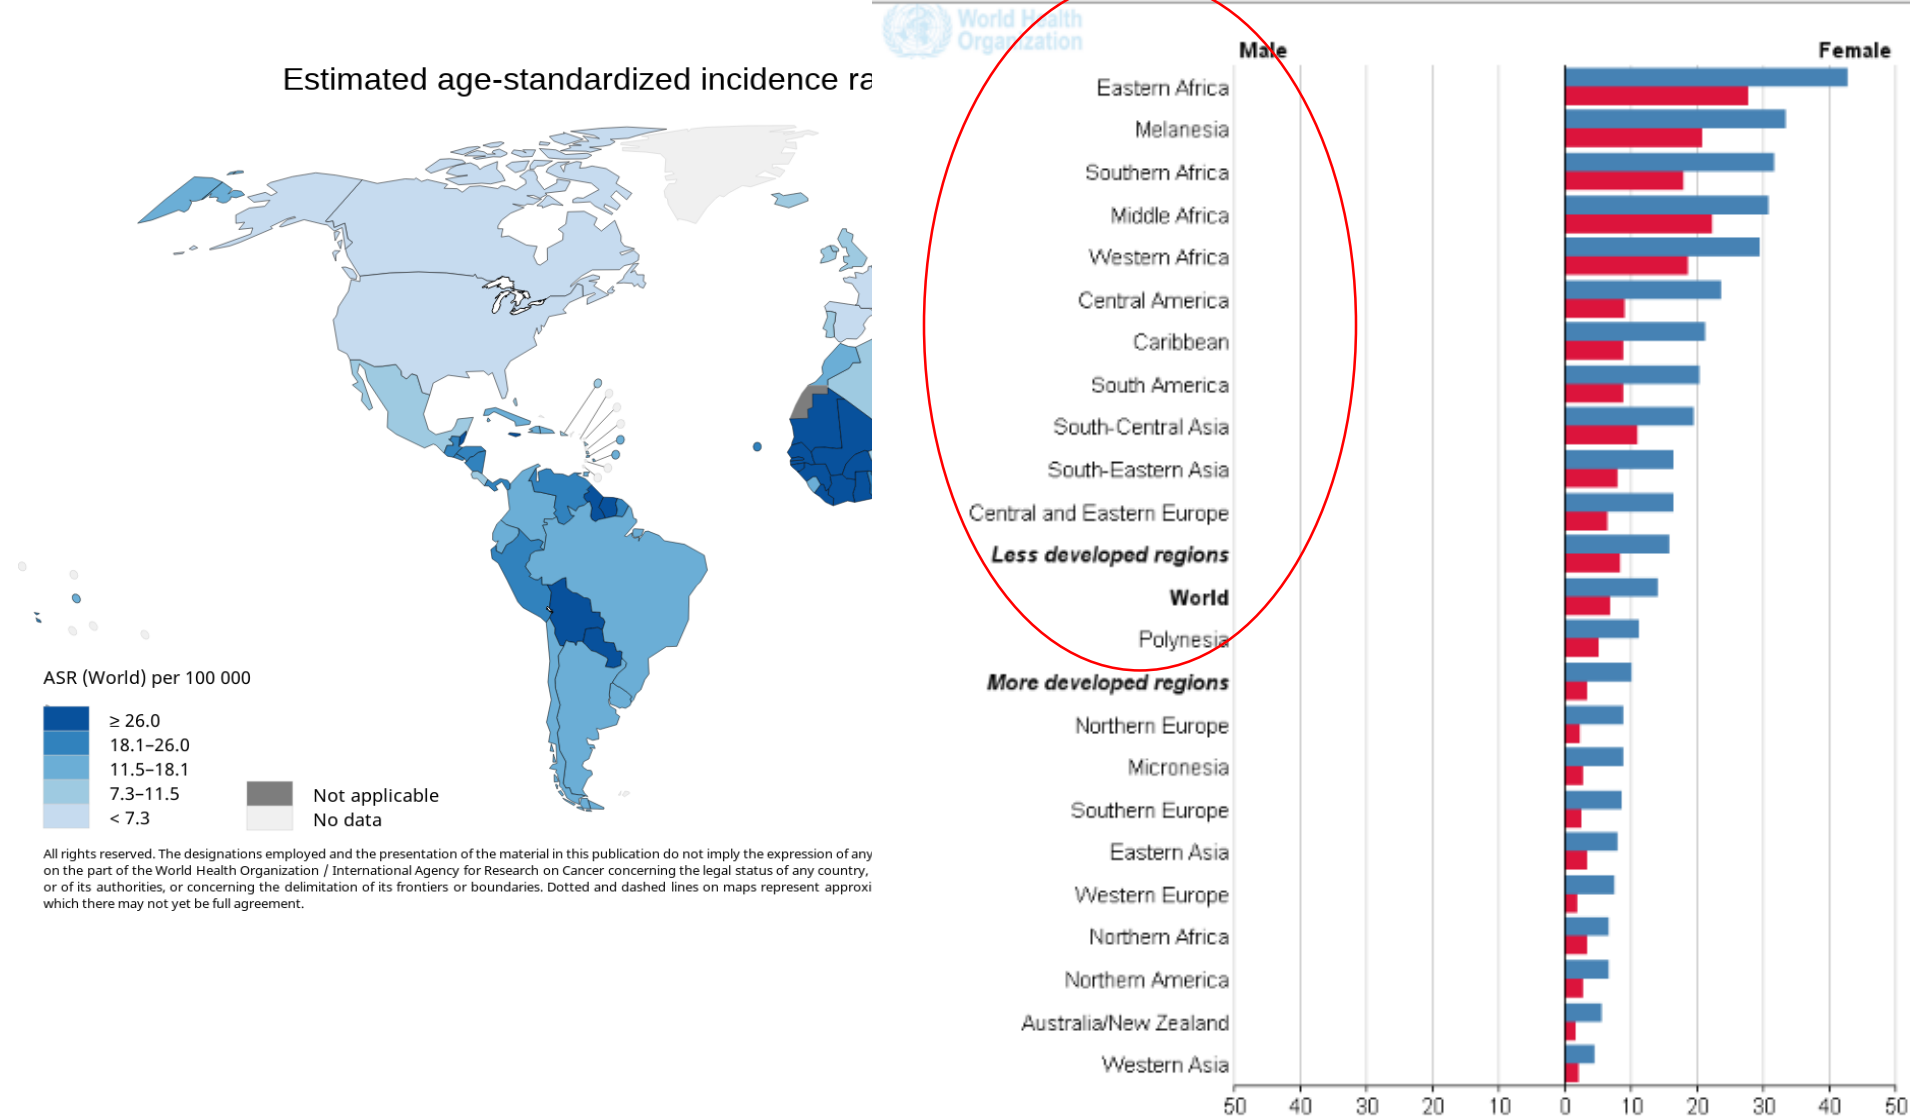 Estimated age-standardized incidence ra
ASR (World) per 100 000
≥ 26.0
18.1–26.0
11.5–18.1
7.3–11.5
< 7.3
Not applicable
No data
All rights reserved. The designations employed and the presentation of the material in this publication do not imply the expression of any
on the part of the World Health Organization / International Agency for Research on Cancer concerning the legal status of any country,
or of its authorities, or concerning the delimitation of its frontiers or boundaries. Dotted and dashed lines on maps represent approxi
which there may not yet be full agreement.
World Health
Organization
Male
Female
Eastern Africa
Melanesia
Southern Africa
Middle Africa
Western Africa
Central America
Caribbean
South America
South-Central Asia
South-Eastern Asia
Central and Eastern Europe
Less developed regions
World
Polynesia
More developed regions
Northern Europe
Micronesia
Southern Europe
Eastern Asia
Western Europe
Northern Africa
Northern America
Australia/New Zealand
Western Asia
50 40 30 20 10 0 10 20 30 40 50